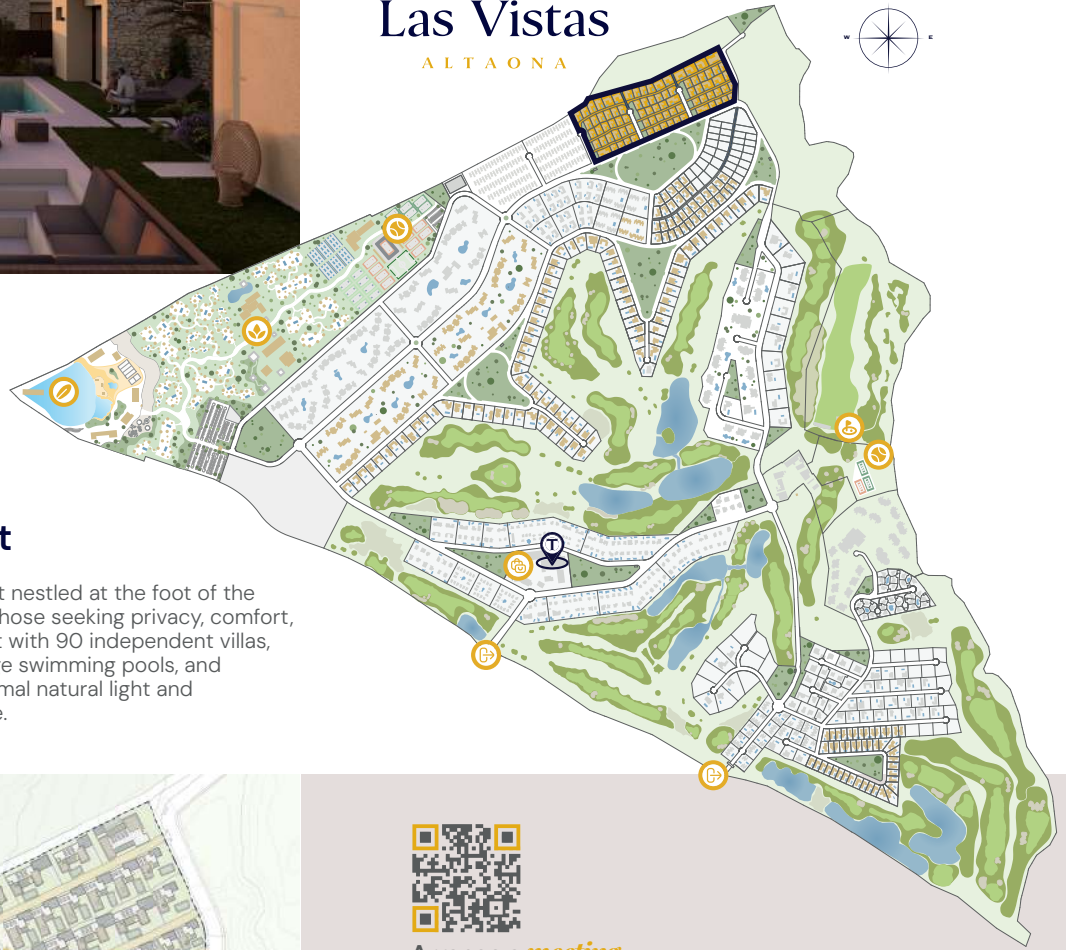 Las Vistas
ALTAONA
W E
T
t
t nestled at the foot of the
hose seeking privacy, comfort,
t with 90 independent villas,
e swimming pools, and
mal natural light and
e.
meeting